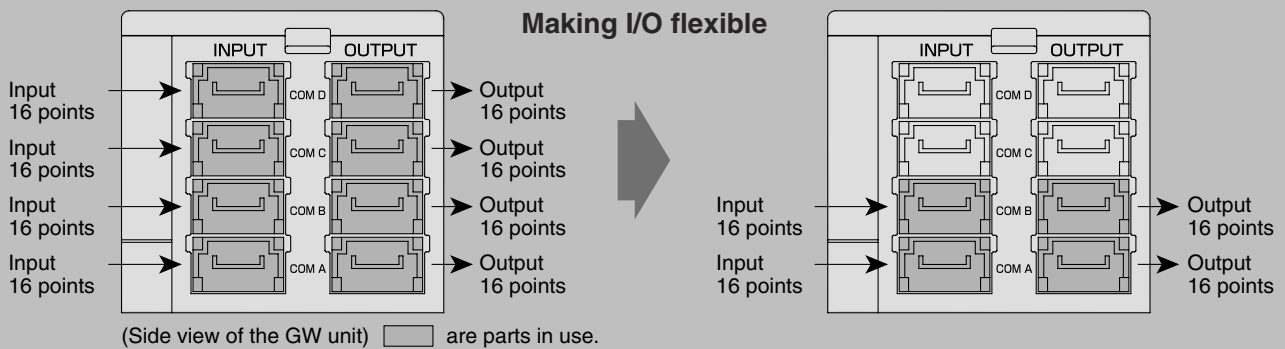 Making I/O flexible
INPUT OUTPUT
Input
16 points
COM D
Output
16 points
Input
16 points
COM C
Output
16 points
Input
16 points
COM B
Output
16 points
Input
16 points
COM A
Output
16 points
INPUT OUTPUT
COM D
COM C
Input
16 points
COM B
Output
16 points
Input
16 points
COM A
Output
16 points
(Side view of the GW unit) are parts in use.